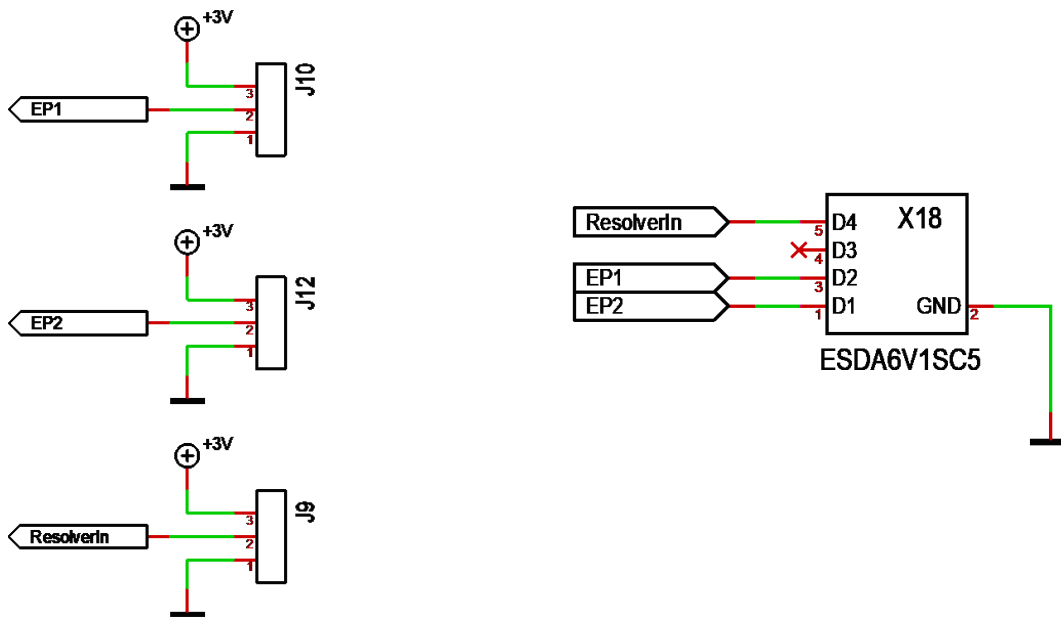 +3V
J10
3
EP1
2
1
+3V
J12
3
EP2
2
1
+3V
J9
3
ResolverIn
2
1
X18
ResolverIn
5 D4
4 D3
EP1
3 D2
EP2
1 D1
GND 2
ESDA6V1SC5